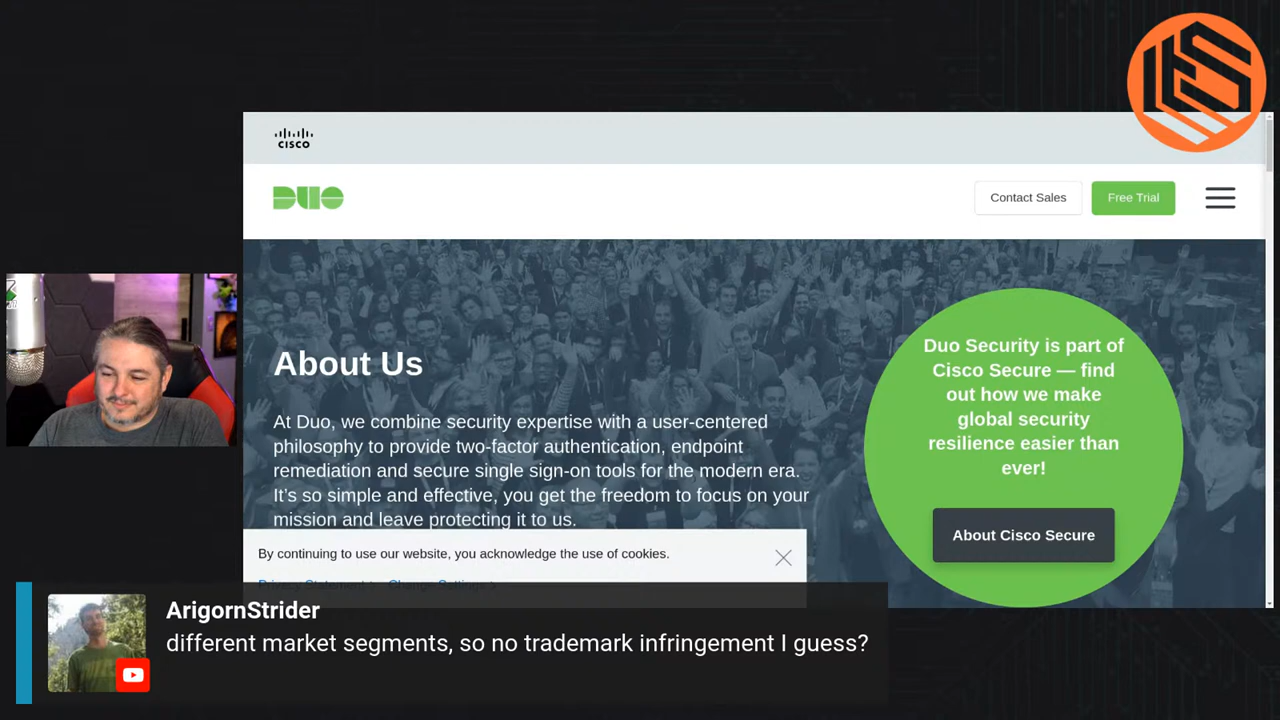 CISCO
DUO
Contact Sales
Free Trial
About Us
At Duo, we combine security expertise with a user-centered
philosophy to provide two-factor authentication, endpoint
remediation and secure single sign-on tools for the modern era.
It's so simple and effective, you get the freedom to focus on your
mission and leave protecting it to us.
Duo Security is part of
Cisco Secure — find
out how we make
global security
resilience easier than
ever!
About Cisco Secure
By continuing to use our website, you acknowledge the use of cookies.
Privacy Statement > Change Settings >
ArigornStrider
different market segments, so no trademark infringement I guess?